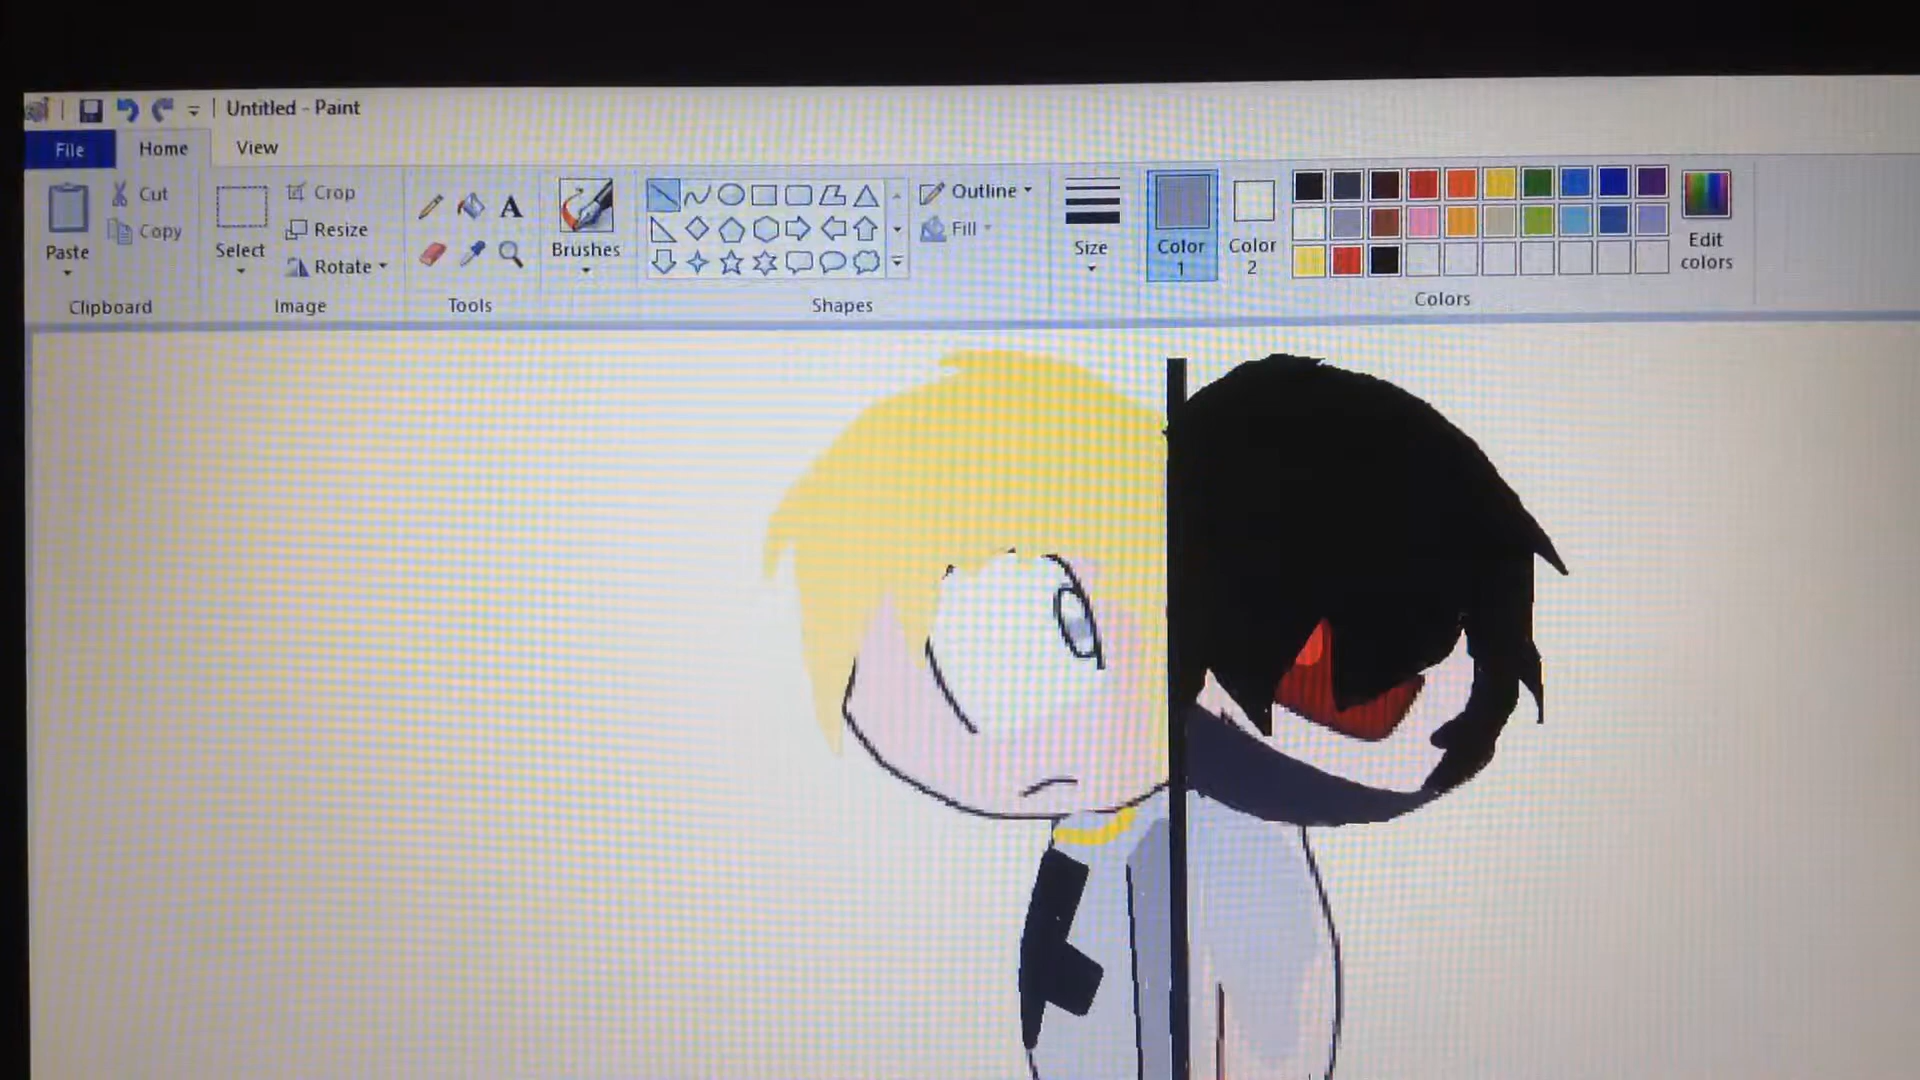 Untitled - Paint
File Home View
Paste
Cut
Copy
Clipboard
Select
Crop
Resize
Rotate
Image
A
Tools
Brushes
Outline
Fill
Shapes
Size
Color 1
Color 2
Edit colors
Colors